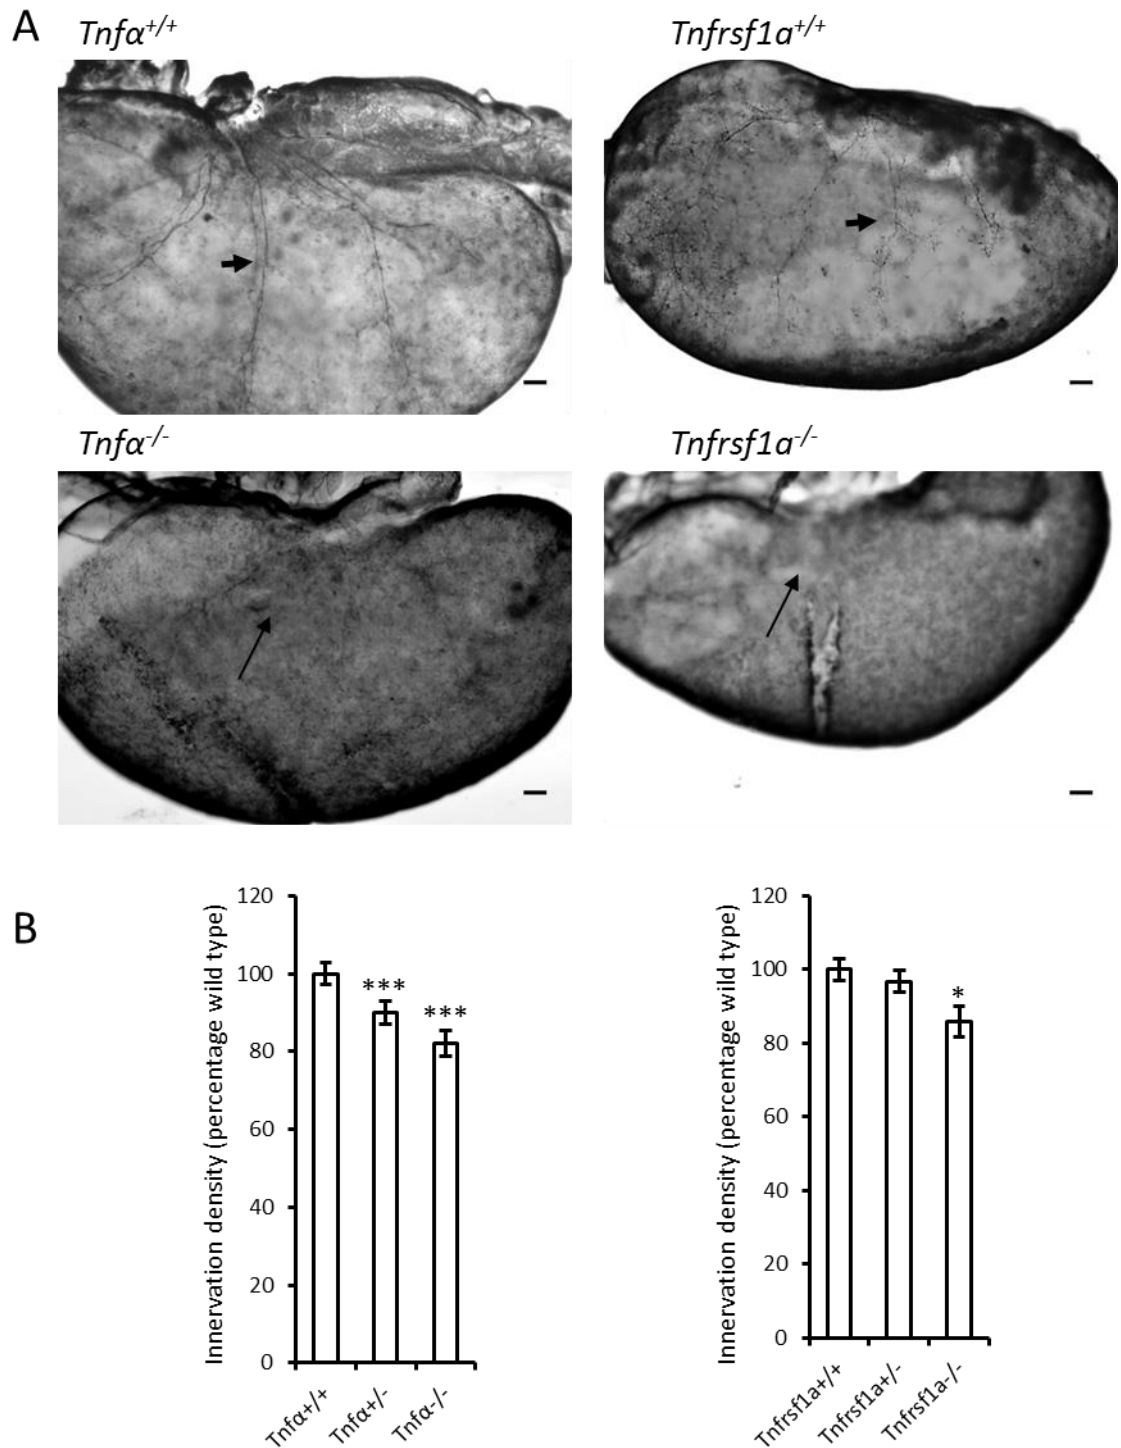 A
Tnfα+/+
Tnfrsf1a+/+
Tnfα-/-
Tnfrsf1a-/-
B
Innervation density (percentage wild type)
120
100
80
60
40
20
0
***
***
Tnfα+/+
Tnfα+/-
Tnfα-/-
Innervation density (percentage wild type)
120
100
80
60
40
20
0
*
Tnfrsf1a+/+
Tnfrsf1a+/-
Tnfrsf1a-/-